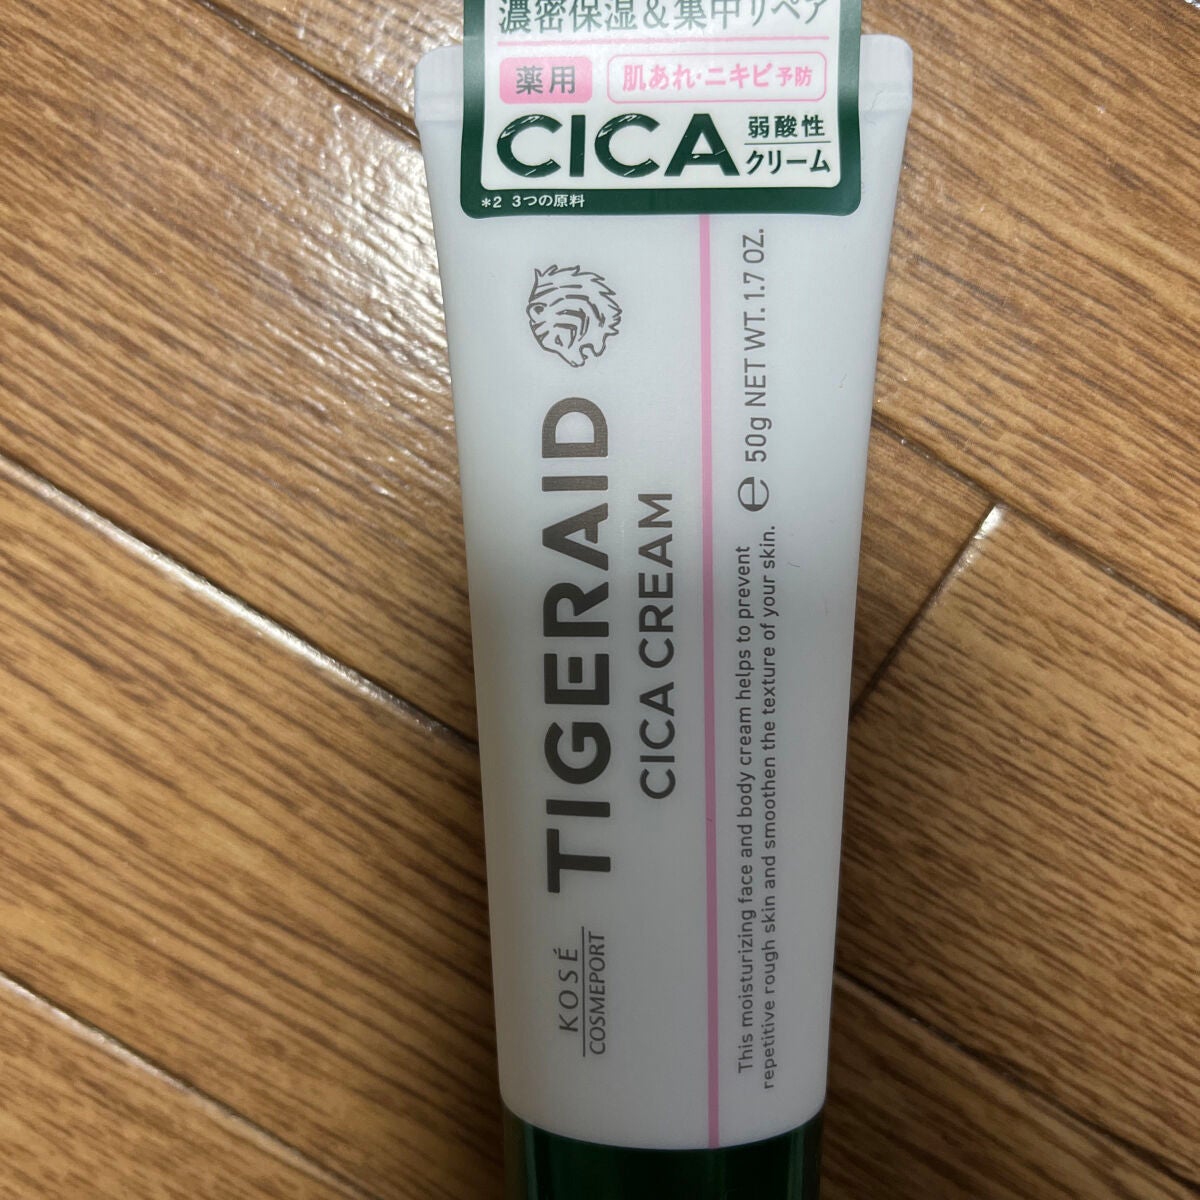 濃密保湿&集中リペア
薬用
肌あれ・ニキビ予防
CICA
弱酸性
クリーム
*2 3つの原料
TIGERAID
CICA CREAM
KOSÉ
COSMEPORT
This moisturizing face and body cream helps to prevent
repetitive rough skin and smoothen the texture of your skin.
℮ 50g NET WT. 1.7 OZ.